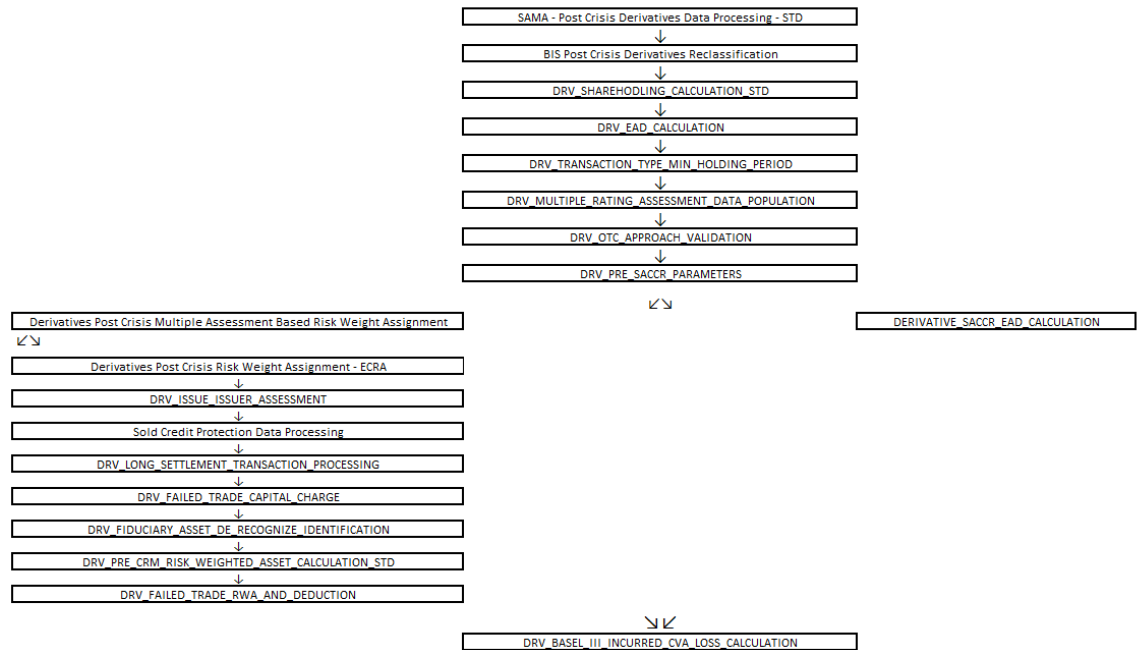 SAMA - Post Crisis Derivatives Data Processing - STD
BIS Post Crisis Derivatives Reclassification
DRV_SHAREHODLING_CALCULATION_STD
DRV_EAD_CALCULATION
DRV_TRANSACTION_TYPE_MIN_HOLDING_PERIOD
DRV_MULTIPLE_RATING_ASSESSMENT_DATA_POPULATION
DRV_OTC_APPROACH_VALIDATION
DRV_PRE_SACCR_PARAMETERS
Derivatives Post Crisis Multiple Assessment Based Risk Weight Assignment
DERIVATIVE_SACCR_EAD_CALCULATION
Derivatives Post Crisis Risk Weight Assignment - ECRA
DRV_ISSUE_ISSUER_ASSESSMENT
Sold Credit Protection Data Processing
DRV_LONG_SETTLEMENT_TRANSACTION_PROCESSING
DRV_FAILED_TRADE_CAPITAL_CHARGE
DRV_FIDUCIARY_ASSET_DE_RECOGNIZE_IDENTIFICATION
DRV_PRE_CRM_RISK_WEIGHTED_ASSET_CALCULATION_STD
DRV_FAILED_TRADE_RWA_AND_DEDUCTION
DRV_BASEL_III_INCURRED_CVA_LOSS_CALCULATION